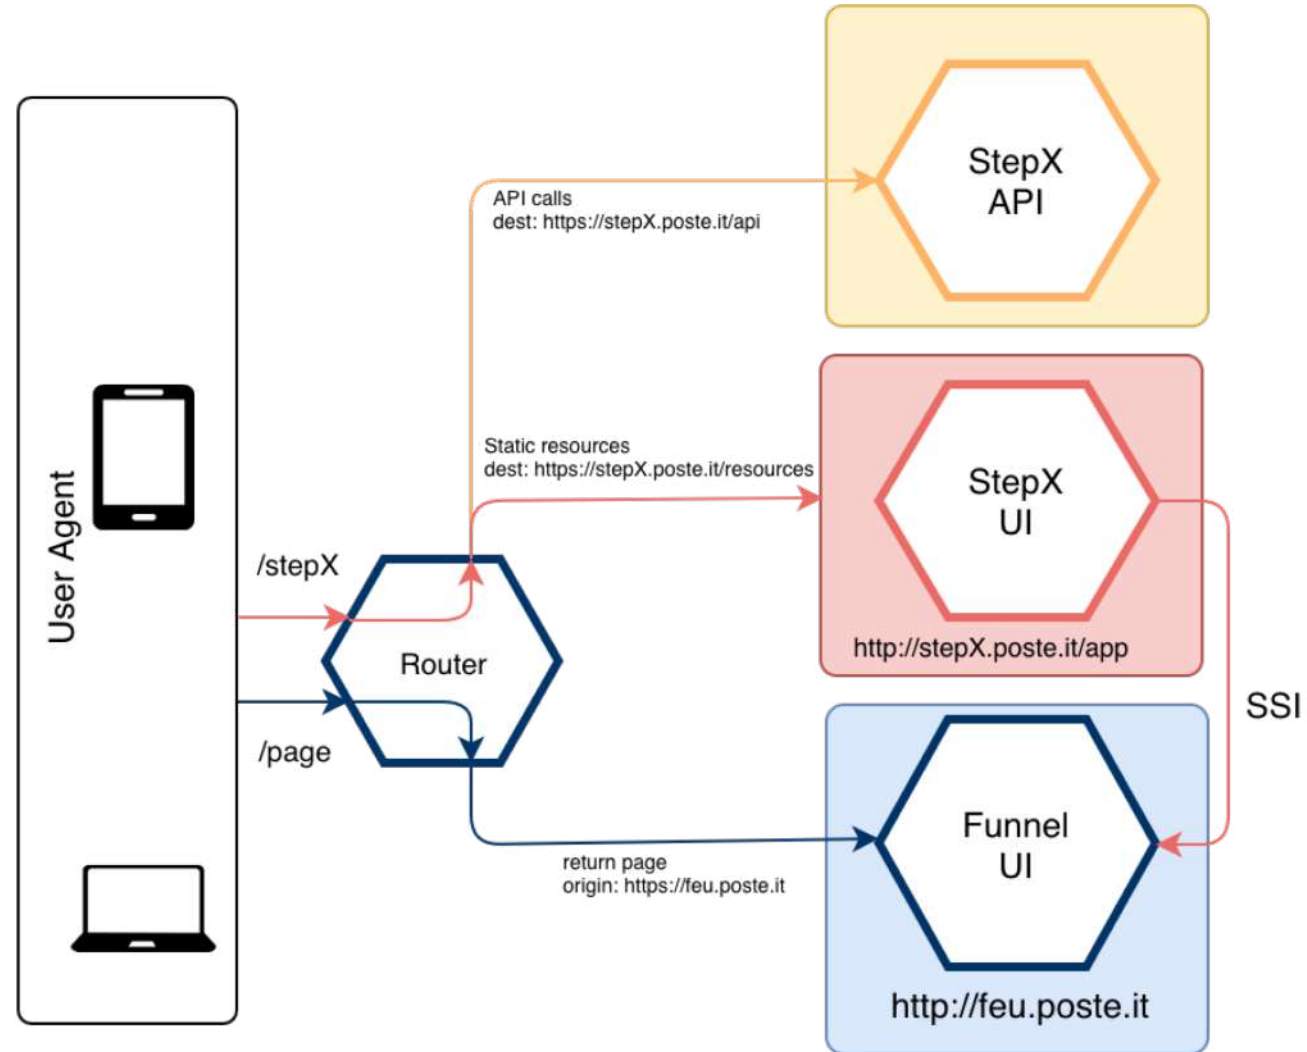 StepX
API
API calls
dest: https://stepX.poste.it/api
Static resources
dest: https://stepX.poste.it/resources
StepX
UI
http://stepX.poste.it/app
User Agent
/stepX
Router
/page
SSI
return page
origin: https://feu.poste.it
Funnel
UI
http://feu.poste.it